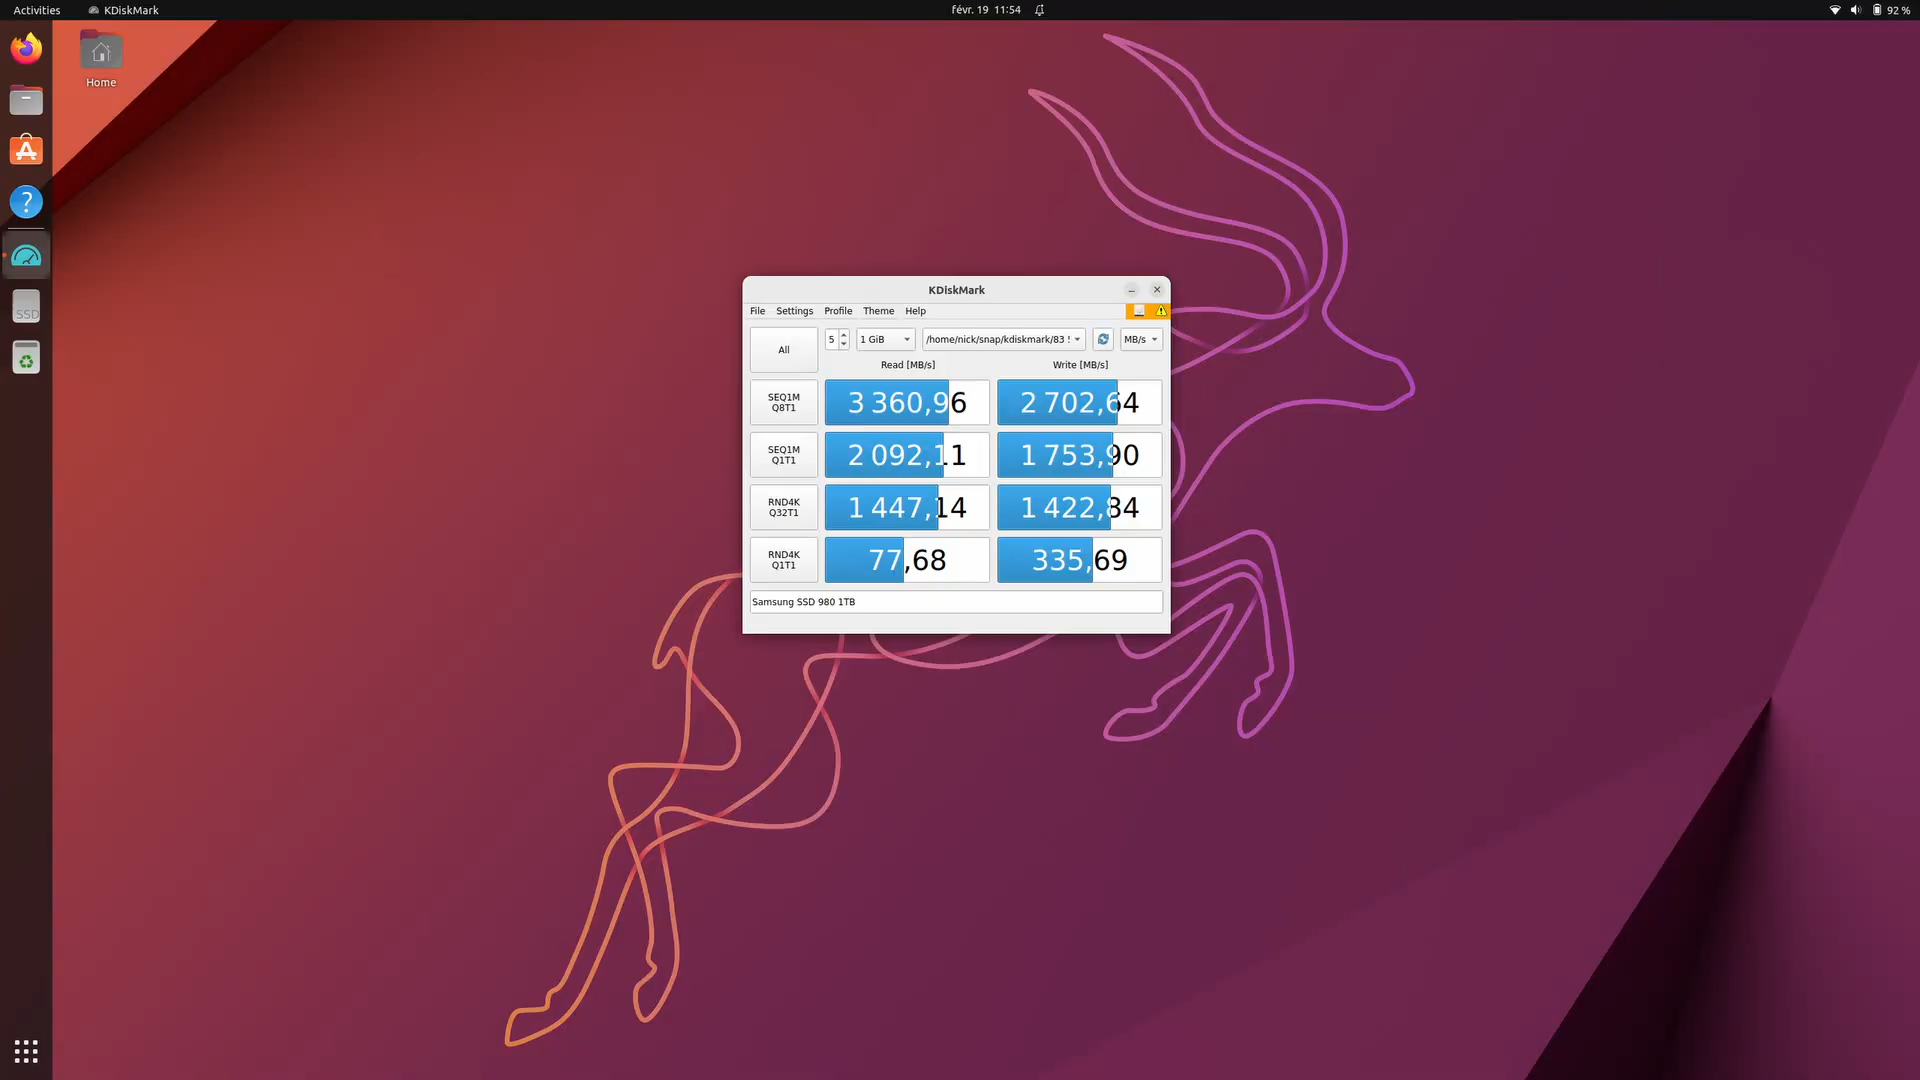 Activities KDiskMark févr. 19 11:54 92 %
Home
?
SSD
KDiskMark
File Settings Profile Theme Help
All 5 1 GiB /home/nick/snap/kdiskmark/83 MB/s
Read [MB/s] Write [MB/s]
SEQ1M
Q8T1
3 360,96 2 702,64
SEQ1M
Q1T1
2 092,11 1 753,90
RND4K
Q32T1
1 447,14 1 422,84
RND4K
Q1T1
77,68 335,69
Samsung SSD 980 1TB